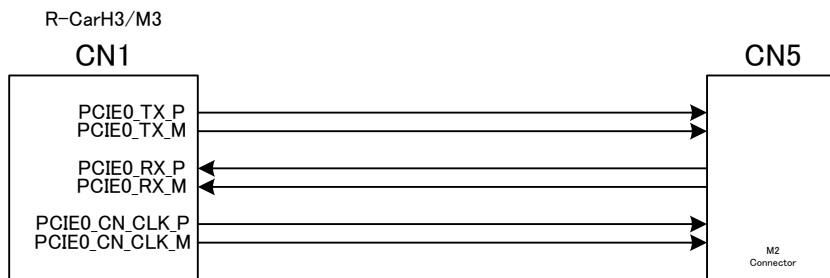 R-CarH3/M3
CN1
CN5
PCIE0_TX_P
PCIE0_TX_M
PCIE0_RX_P
PCIE0_RX_M
PCIE0_CN_CLK_P
PCIE0_CN_CLK_M
M2
Connector